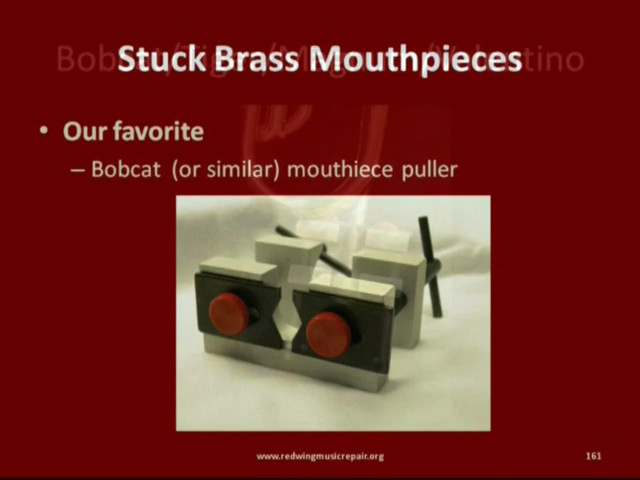 Stuck Brass Mouthpieces
• Our favorite
– Bobcat (or similar) mouthiece puller
www.redwingmusicrepair.org
161